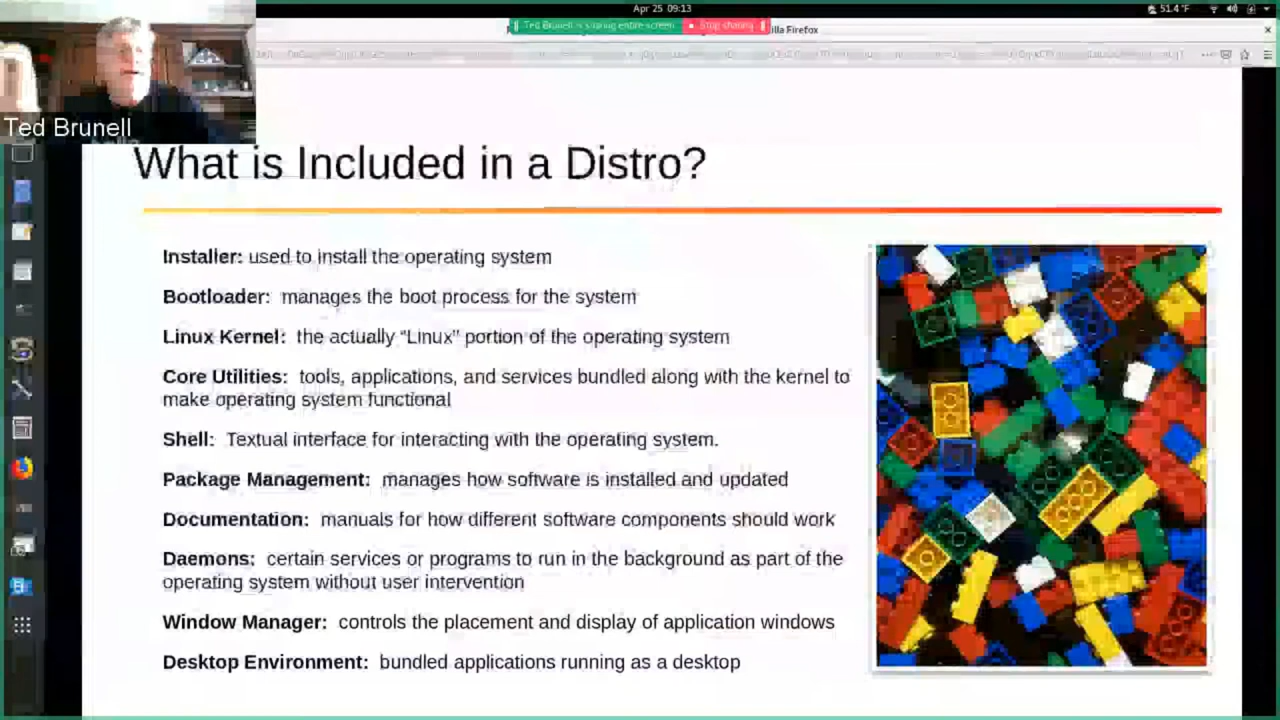 Apr 25 09:13
51.4 °F
Ted Brunell is sharing entire screen
Stop sharing
illa Firefox
Ted Brunell
What is Included in a Distro?
Installer: used to install the operating system
Bootloader: manages the boot process for the system
Linux Kernel: the actually “Linux” portion of the operating system
Core Utilities: tools, applications, and services bundled along with the kernel to
make operating system functional
Shell: Textual interface for interacting with the operating system.
Package Management: manages how software is installed and updated
Documentation: manuals for how different software components should work
Daemons: certain services or programs to run in the background as part of the
operating system without user intervention
Window Manager: controls the placement and display of application windows
Desktop Environment: bundled applications running as a desktop